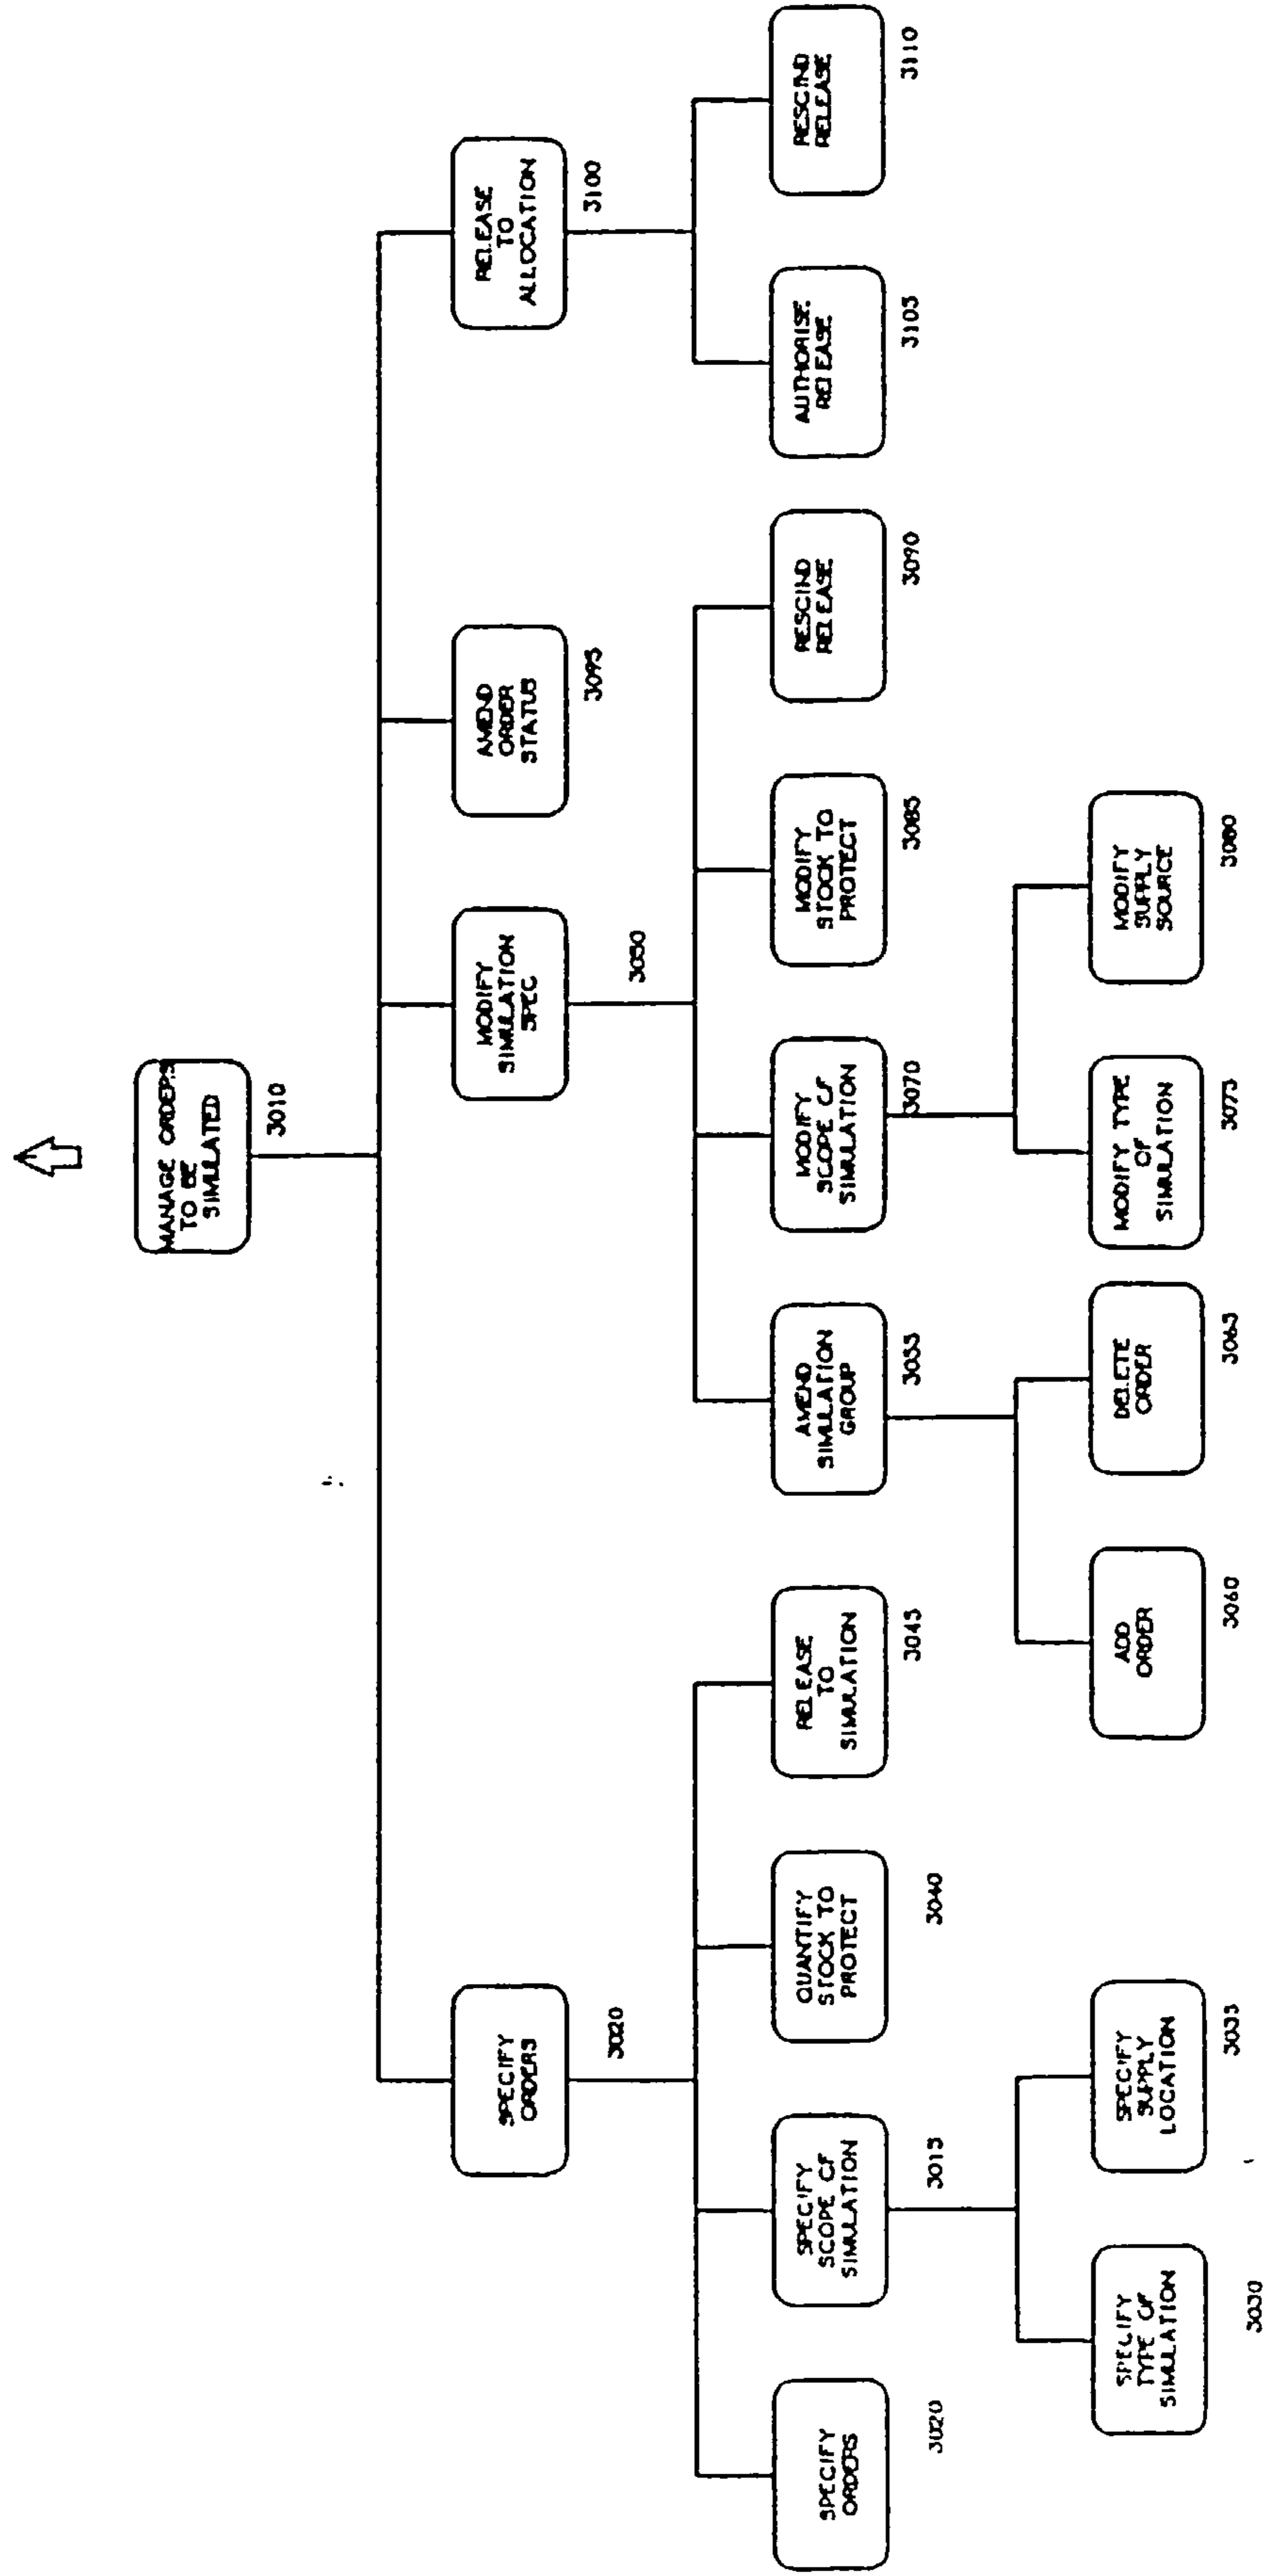 MANAGE ORDERS
TO BE
SIMULATED
3010
SPECIFY
ORDERS
3020
MODIFY
SIMULATION
SPEC
3050
AMEND
ORDER
STATUS
3095
RELEASE
TO
ALLOCATION
3100
SPECIFY
ORDERS
3020
SPECIFY
SCOPE OF
SIMULATION
3015
QUANTIFY
STOCK TO
PROTECT
3040
RELEASE
TO
SIMULATION
3045
AMEND
SIMULATION
GROUP
3055
MODIFY
SCOPE OF
SIMULATION
3070
MODIFY
STOCK TO
PROTECT
3085
RESCIND
RELEASE
3090
AUTHORISE
RELEASE
3105
RESCIND
RELEASE
3110
SPECIFY
TYPE OF
SIMULATION
3030
SPECIFY
SUPPLY
LOCATION
3035
ADD
ORDER
3060
DELETE
ORDER
3065
MODIFY TYPE
OF
SIMULATION
3075
MODIFY
SUPPLY
SOURCE
3080